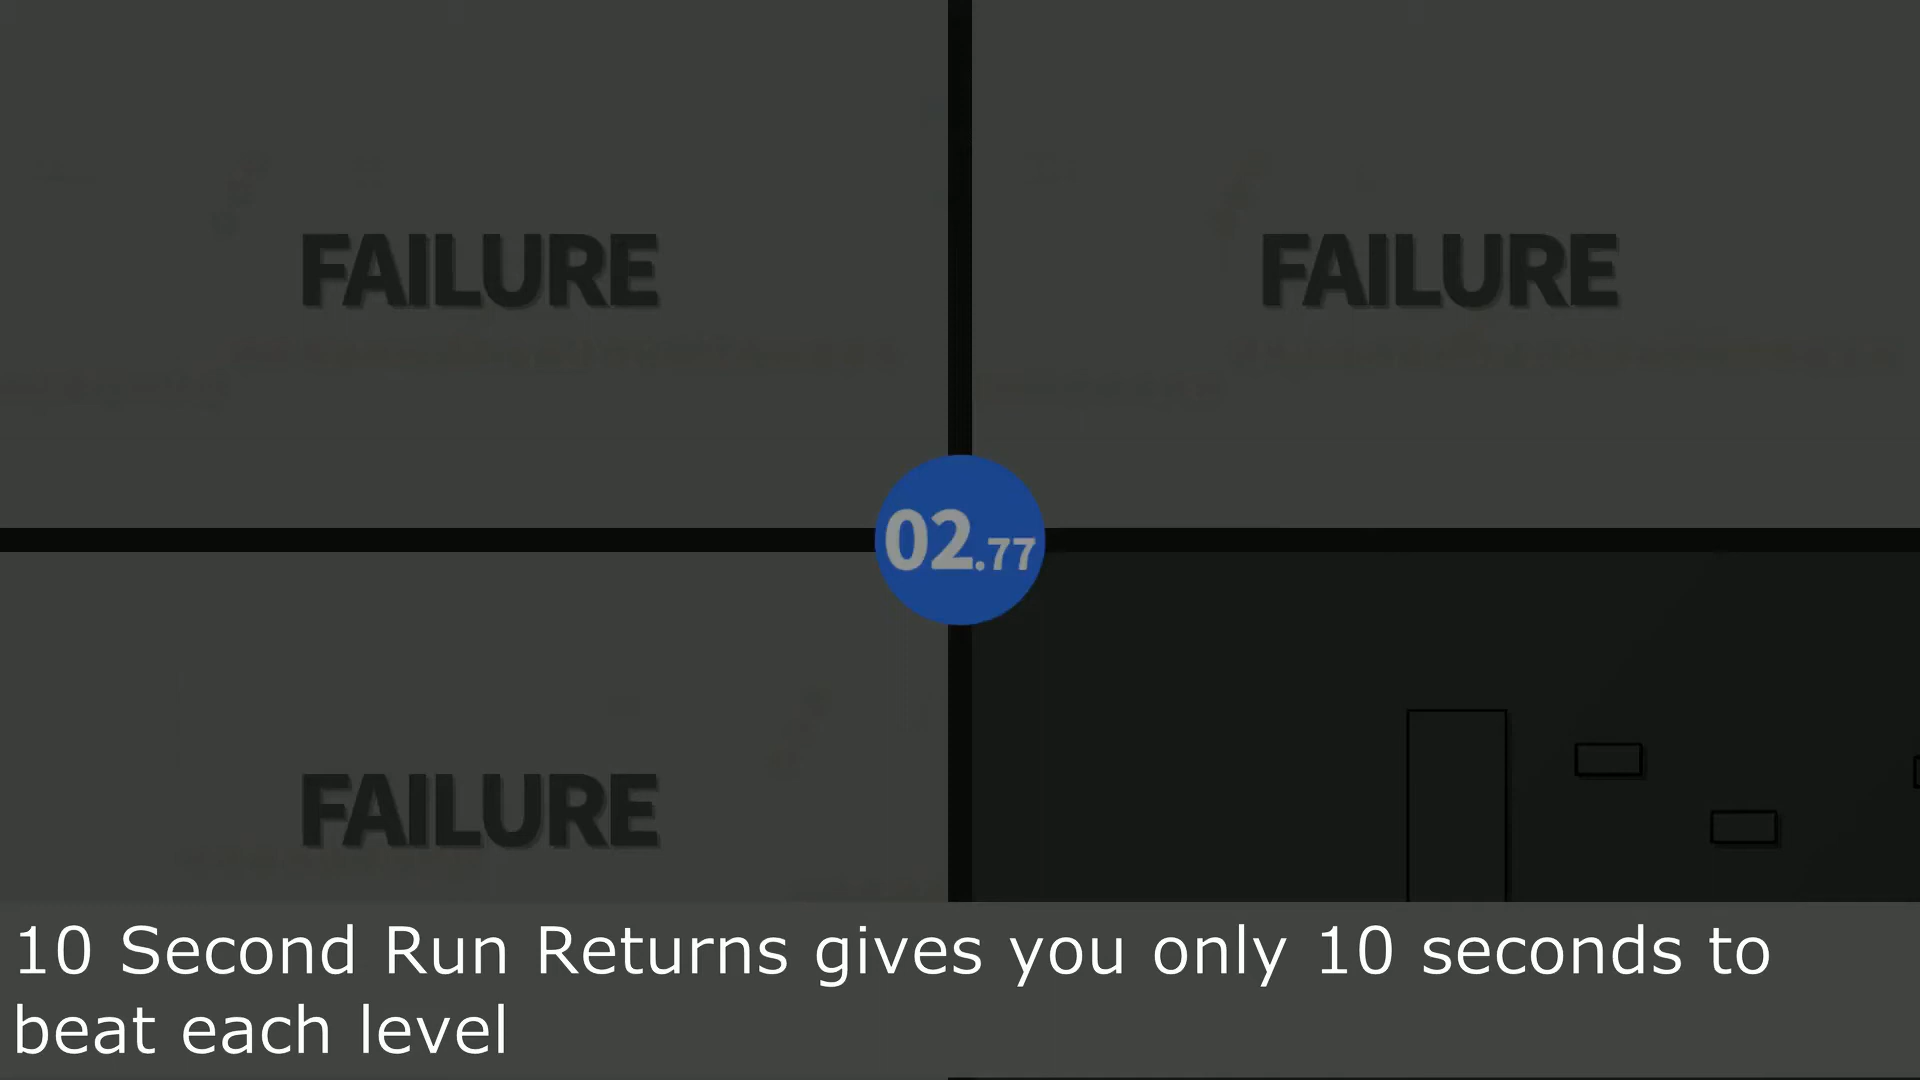 FAILURE
FAILURE
02.77
FAILURE
10 Second Run Returns gives you only 10 seconds to
beat each level